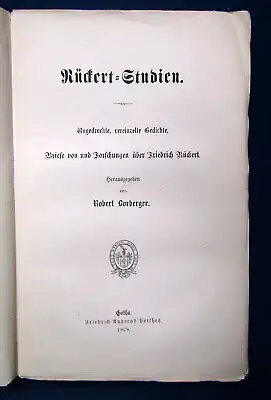 Rückert-Studien.
Ungedruckte, vereinzelte Gedichte,
Briefe von und Forschungen über Friedrich Rückert.
Herausgegeben
von
Robert Boxberger.
Gotha.
Friedrich Andreas Perthes.
1878.